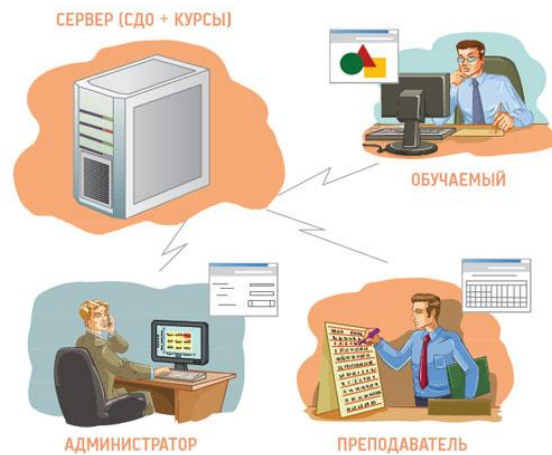 СЕРВЕР (СДО + КУРСЫ)
ОБУЧАЕМЫЙ
АДМИНИСТРАТОР
ПРЕПОДАВАТЕЛЬ